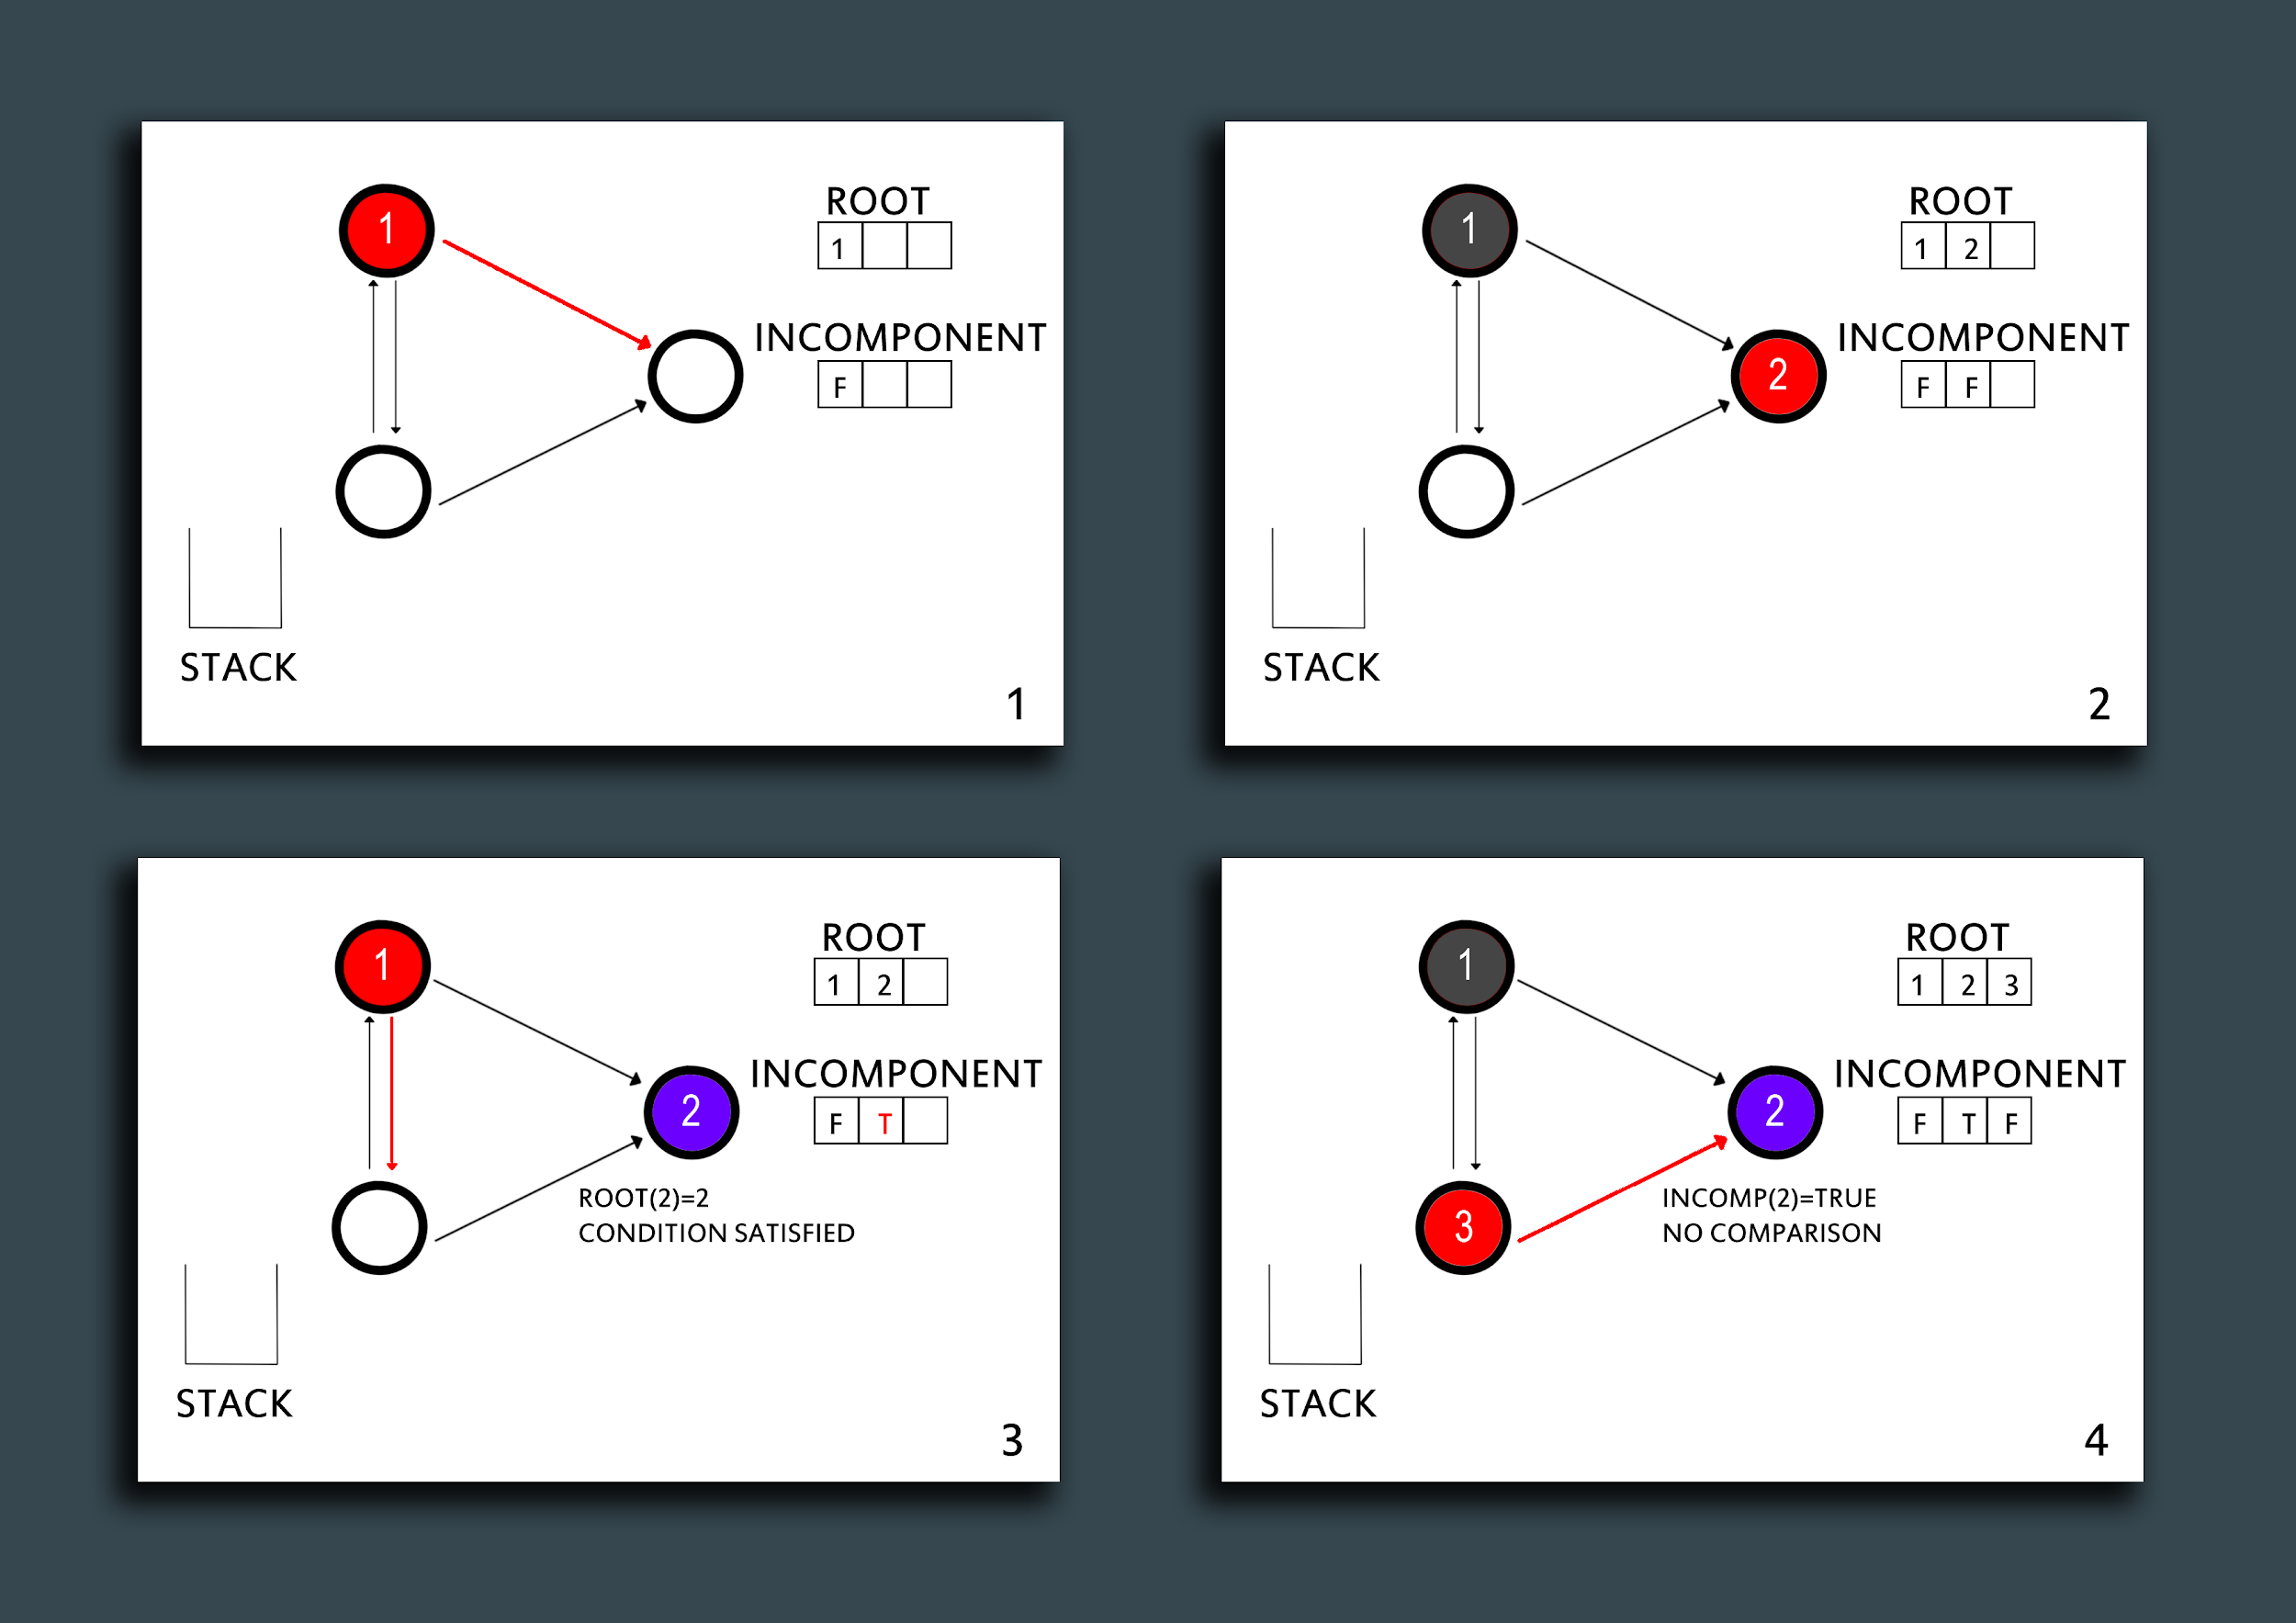 1
ROOT
1
INCOMPONENT
F
STACK
1
1
ROOT
1 2
2
INCOMPONENT
F F
STACK
2
1
ROOT
1 2
2
INCOMPONENT
F T
ROOT(2)=2
CONDITION SATISFIED
STACK
3
1
ROOT
1 2 3
2
INCOMPONENT
F T F
3
INCOMP(2)=TRUE
NO COMPARISON
STACK
4